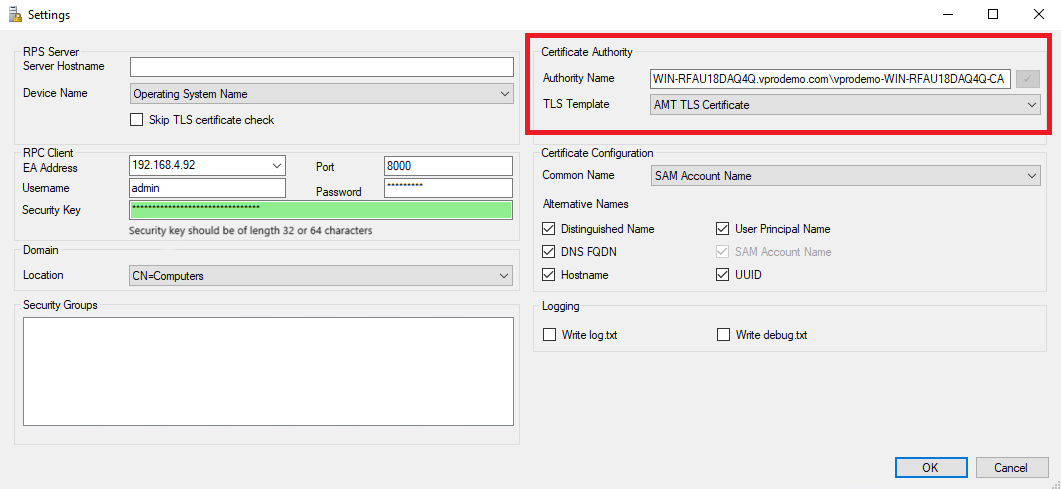 Settings
RPS Server
Server Hostname
Device Name
Operating System Name
Skip TLS certificate check
RPC Client
EA Address
192.168.4.92
Port
8000
Username
admin
Password
*********
Security Key
********************************
Security key should be of length 32 or 64 characters
Domain
Location
CN=Computers
Security Groups
Certificate Authority
Authority Name
WIN-RFAU18DAQ4Q.vprodemo.com\vprodemo-WIN-RFAU18DAQ4Q-CA
TLS Template
AMT TLS Certificate
Certificate Configuration
Common Name
SAM Account Name
Alternative Names
Distinguished Name
User Principal Name
DNS FQDN
SAM Account Name
Hostname
UUID
Logging
Write log.txt
Write debug.txt
OK
Cancel